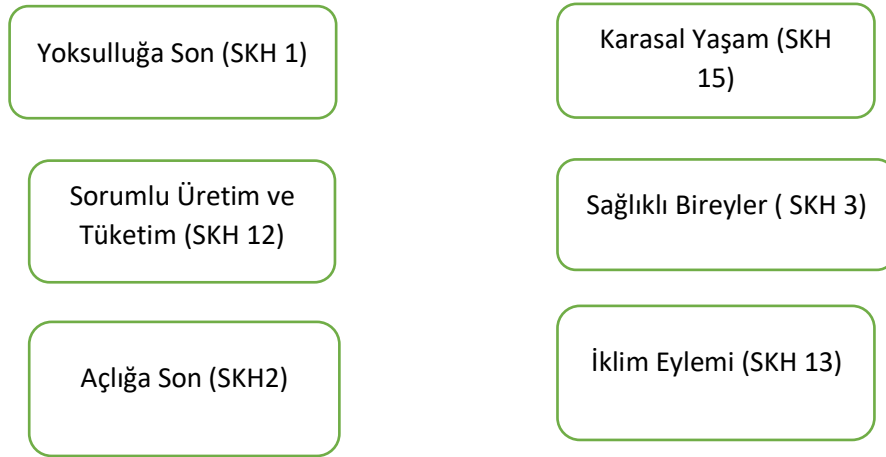 Yoksulluğa Son (SKH 1)
Karasal Yaşam (SKH
15)
Sorumlu Üretim ve
Tüketim (SKH 12)
Sağlıklı Bireyler ( SKH 3)
Açlığa Son (SKH2)
İklim Eylemi (SKH 13)